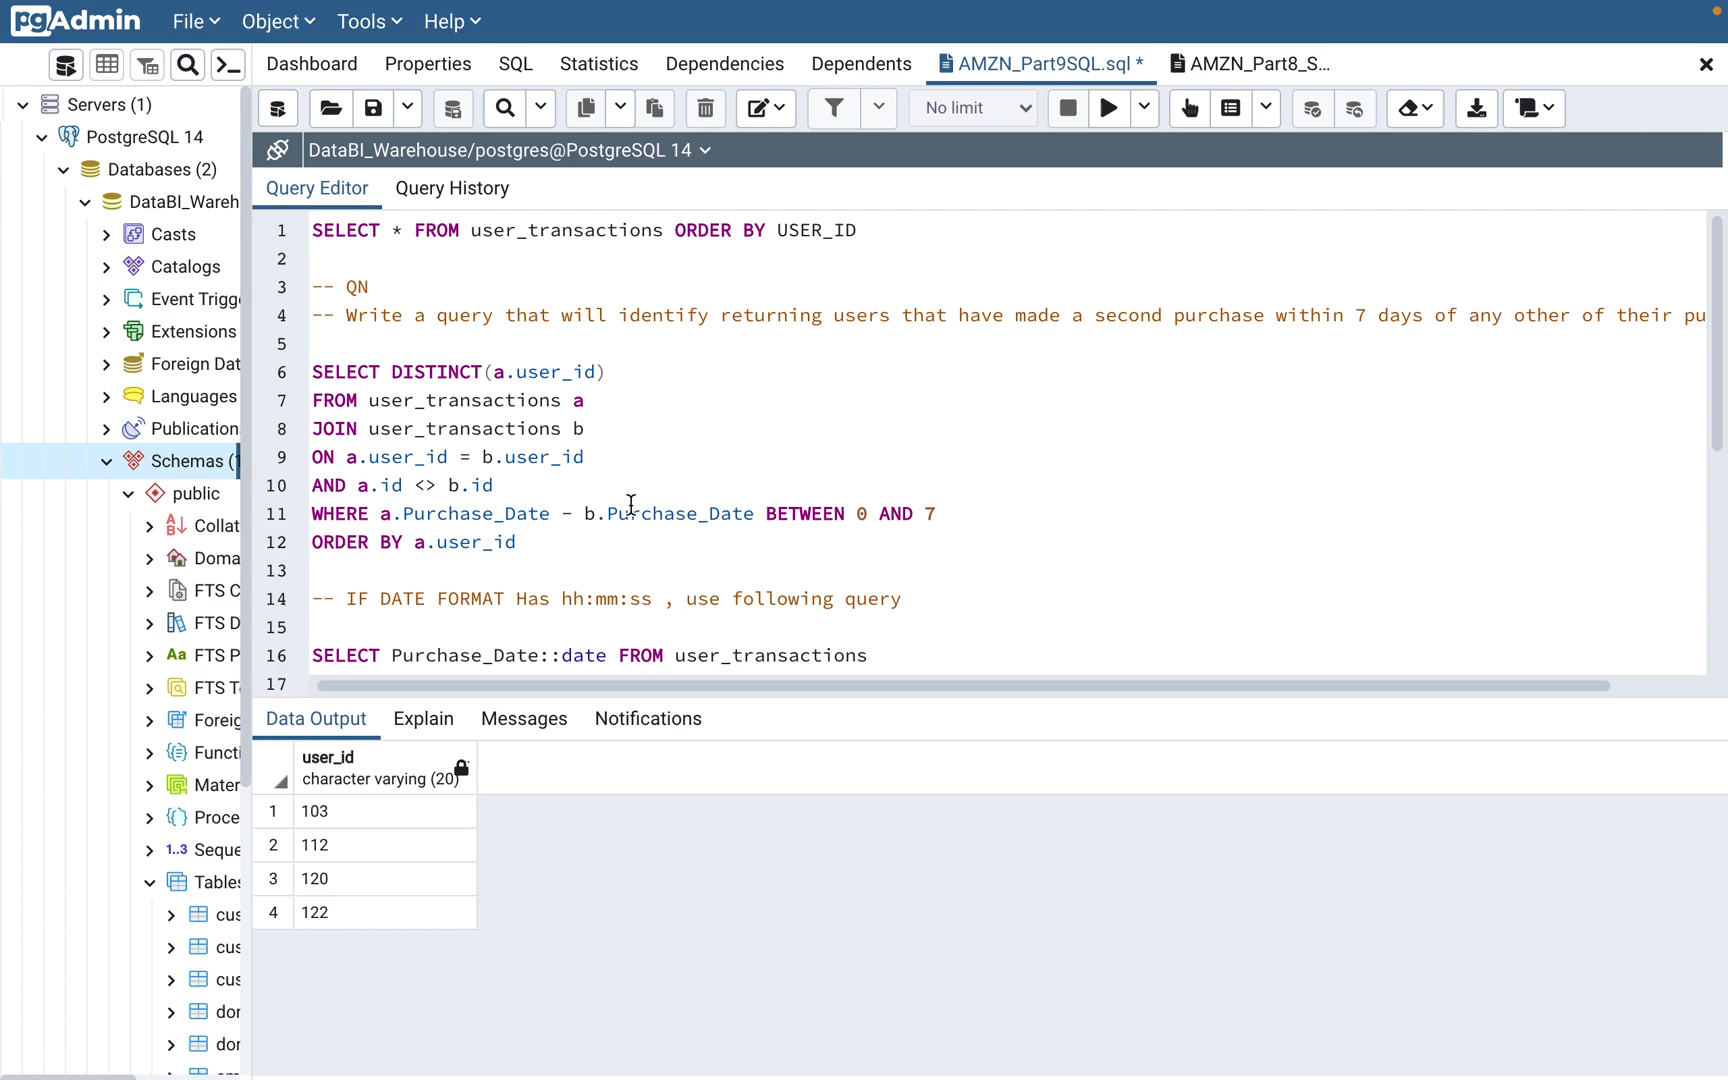 pgAdmin File Object Tools Help
Dashboard Properties SQL Statistics Dependencies Dependents AMZN_Part9SQL.sql * AMZN_Part8_S...
No limit
DataBI_Warehouse/postgres@PostgreSQL 14
Query Editor Query History
Servers (1)
PostgreSQL 14
Databases (2)
DataBI_Wareh
Casts
Catalogs
Event Trigg
Extensions
Foreign Dat
Languages
Publication
Schemas (1
public
Collat
Doma
FTS C
FTS D
FTS P
FTS T
Foreig
Functi
Mater
Proce
1..3 Seque
Tables
cus
cus
cus
dor
dor
1 SELECT * FROM user_transactions ORDER BY USER_ID
2
3 -- QN
4 -- Write a query that will identify returning users that have made a second purchase within 7 days of any other of their pu
5
6 SELECT DISTINCT(a.user_id)
7 FROM user_transactions a
8 JOIN user_transactions b
9 ON a.user_id = b.user_id
10 AND a.id <> b.id
11 WHERE a.Purchase_Date - b.Purchase_Date BETWEEN 0 AND 7
12 ORDER BY a.user_id
13
14 -- IF DATE FORMAT Has hh:mm:ss , use following query
15
16 SELECT Purchase_Date::date FROM user_transactions
17
Data Output Explain Messages Notifications
user_id
character varying (20)
1 103
2 112
3 120
4 122